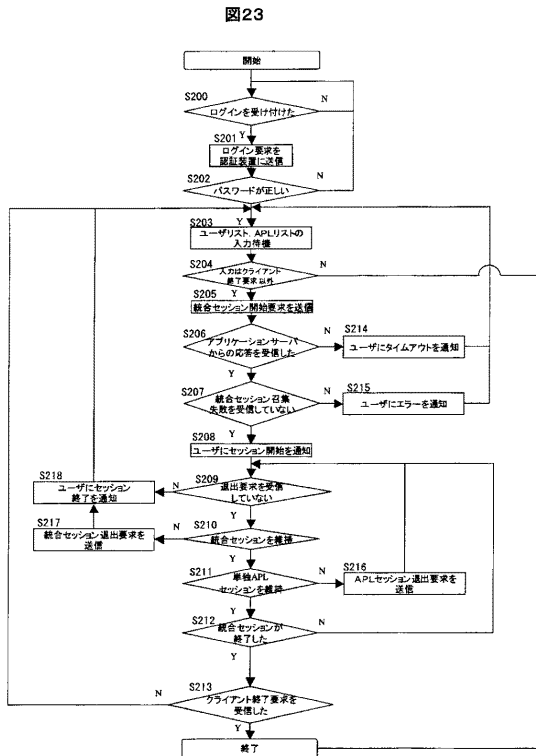 図23
開始
S200
N
ログインを受け付けた
Y
S201
ログイン要求を
認証装置に送信
S202
N
パスワードが正しい
Y
S203
ユーザリスト、APLリストの
入力待機
S204
N
入力はクライアント
終了要求以外
S205
Y
統合セッション開始要求を送信
S206
アプリケーションサーバ
からの応答を受信した
N
S214
ユーザにタイムアウトを通知
Y
S207
統合セッション召集
失敗を受信していない
N
S215
ユーザにエラーを通知
Y
S208
ユーザにセッション開始を通知
S218
ユーザにセッション
終了を通知
N
S209
退出要求を受信
していない
Y
S217
統合セッション退出要求を
送信
N
S210
統合セッションを維持
Y
S211
単独APL
セッションを維持
N
S216
APLセッション退出要求を
送信
Y
S212
統合セッションが
終了した
N
Y
S213
N
クライアント終了要求を
受信した
Y
終了